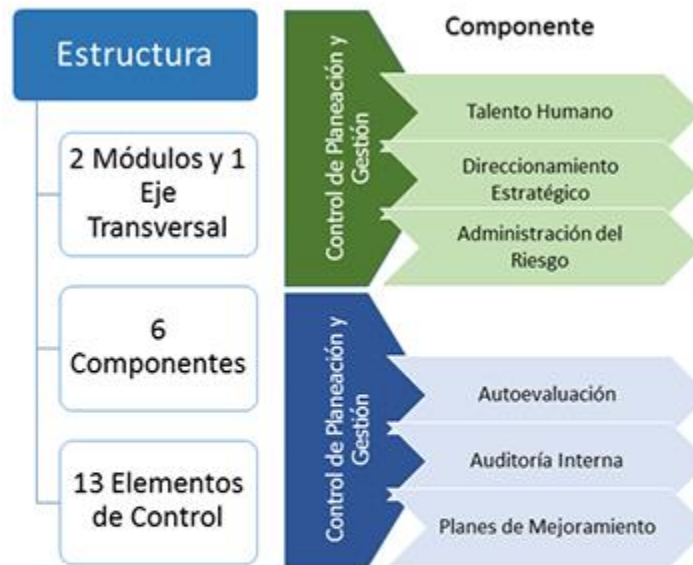 Estructura
2 Módulos y 1
Eje
Transversal
6
Componentes
13 Elementos
de Control
Componente
Control de Planeación y
Gestión
Talento Humano
Direccionamiento
Estratégico
Administración del
Riesgo
Control de Planeación y
Gestión
Autoevaluación
Auditoría Interna
Planes de Mejoramiento